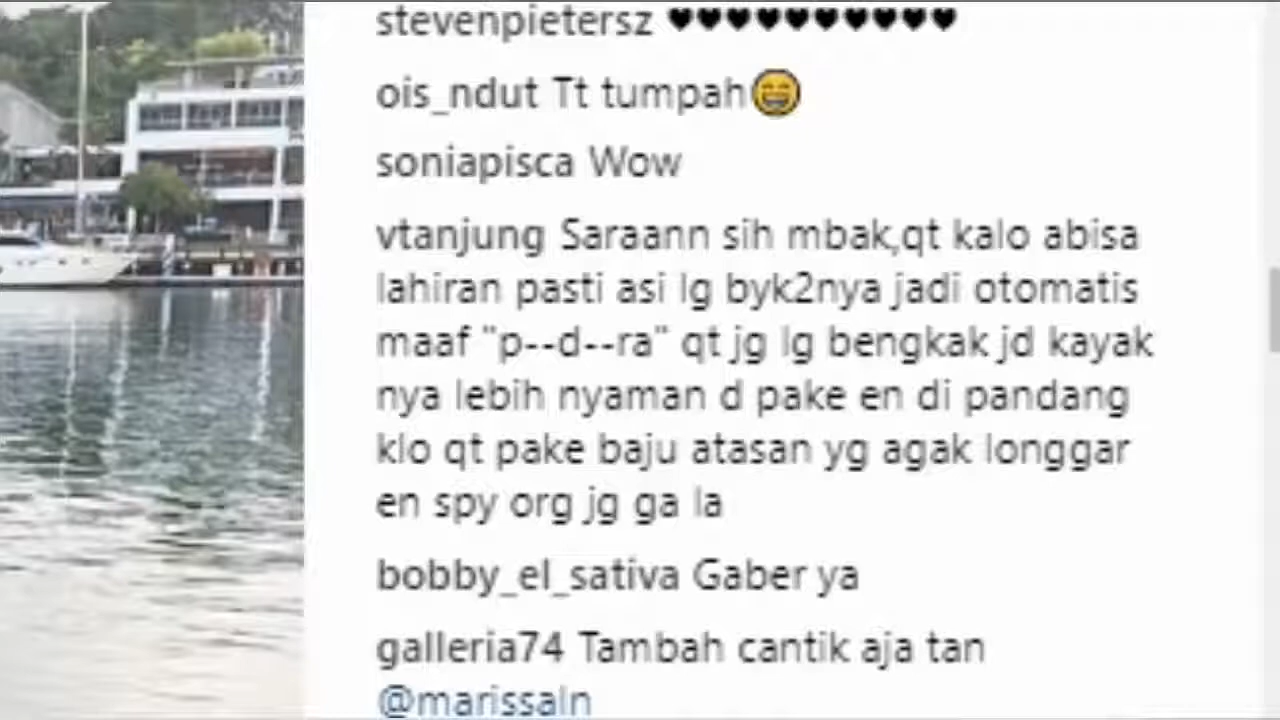 stevenpietersz ♥♥♥♥♥♥♥♥♥♥
ois_ndut Tt tumpah😄
soniapisca Wow
vtanjung Saraann sih mbak,qt kalo abisa
lahiran pasti asi lg byk2nya jadi otomatis
maaf "p--d--ra" qt jg lg bengkak jd kayak
nya lebih nyaman d pake en di pandang
klo qt pake baju atasan yg agak longgar
en spy org jg ga la
bobby_el_sativa Gaber ya
galleria74 Tambah cantik aja tan
@marissaln